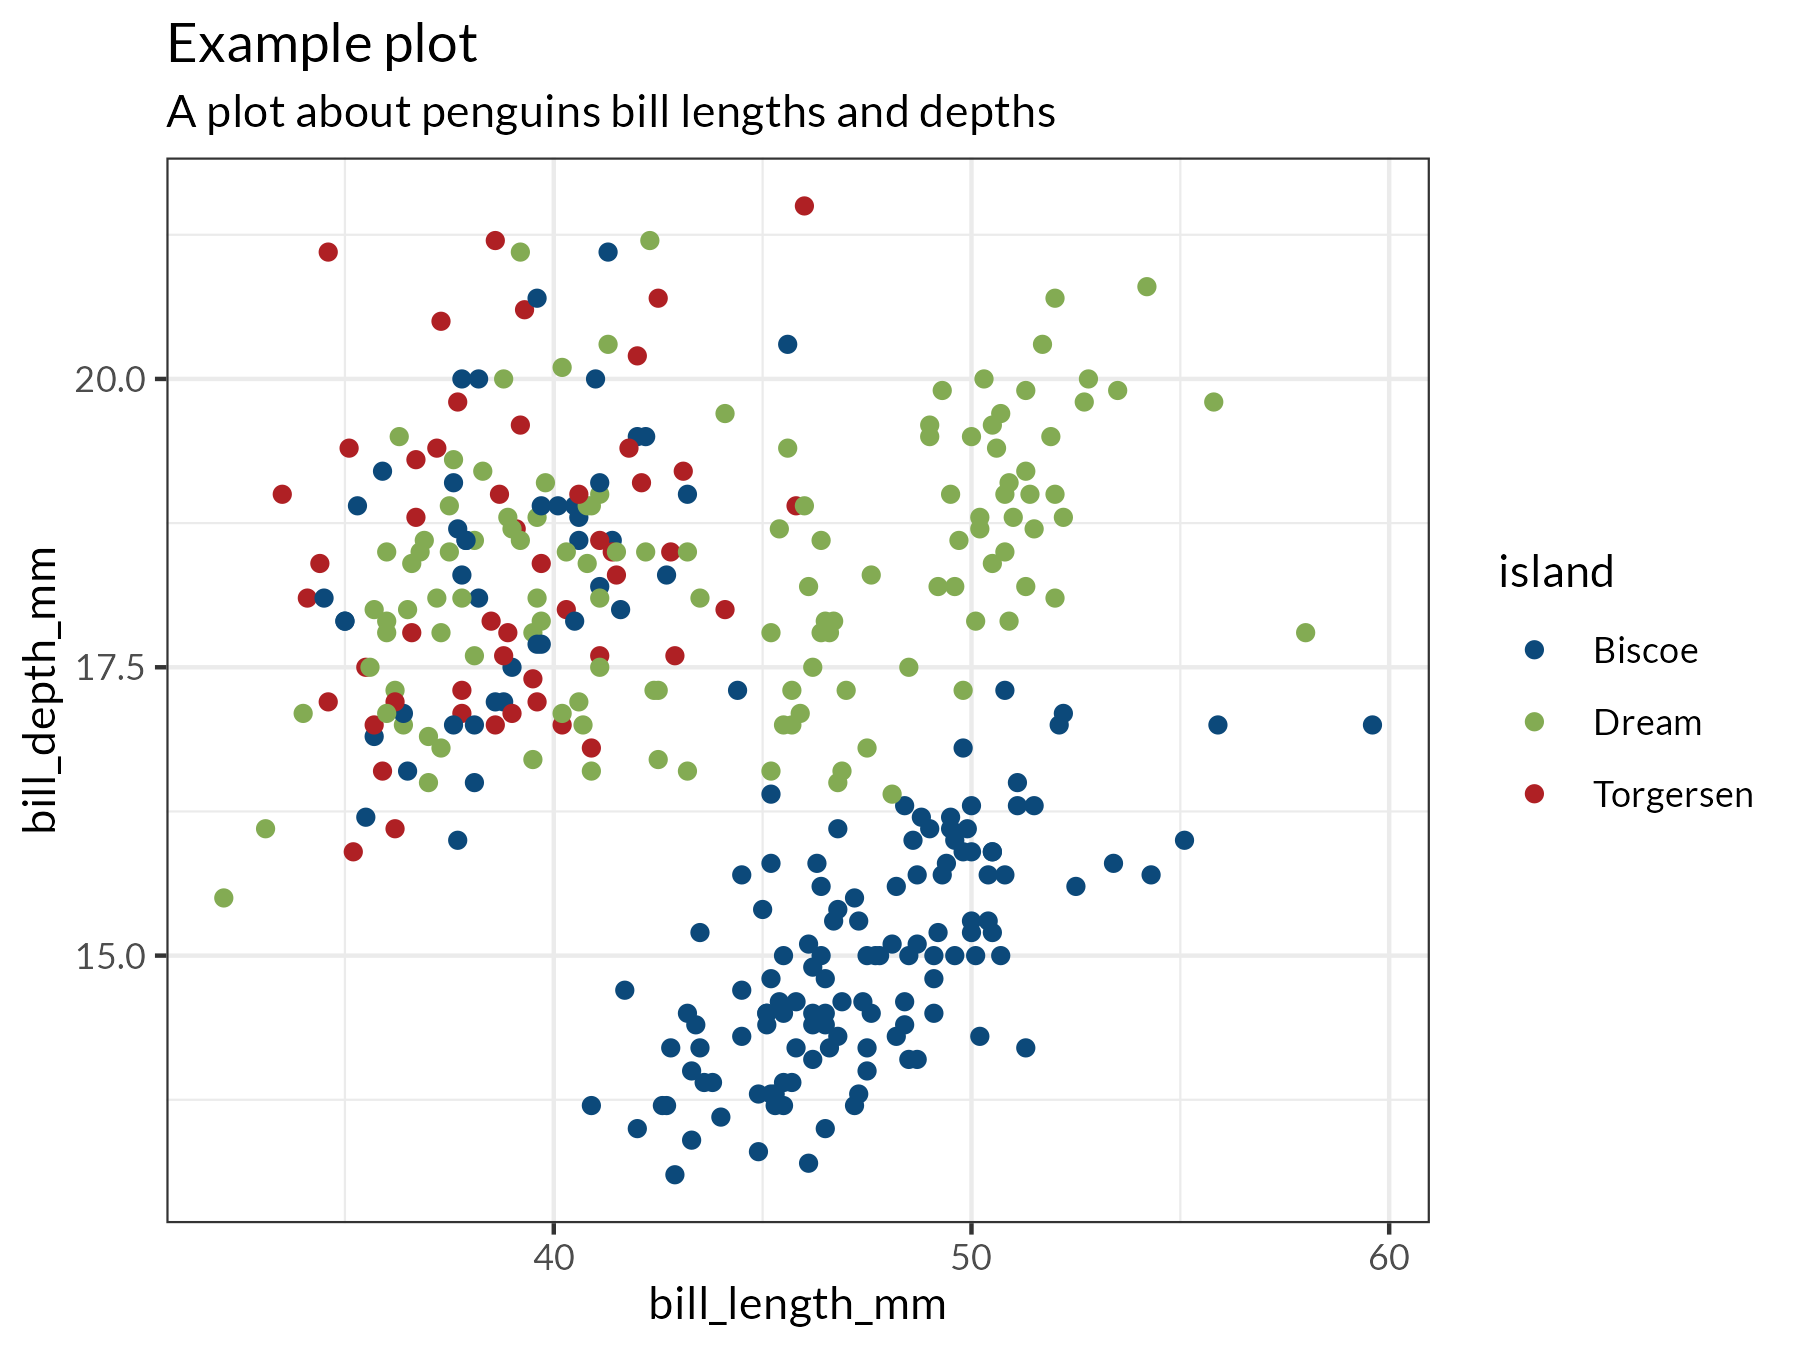 Example plot
A plot about penguins bill lengths and depths
bill_depth_mm
20.0
17.5
15.0
40 50 60
bill_length_mm
island
Biscoe
Dream
Torgersen